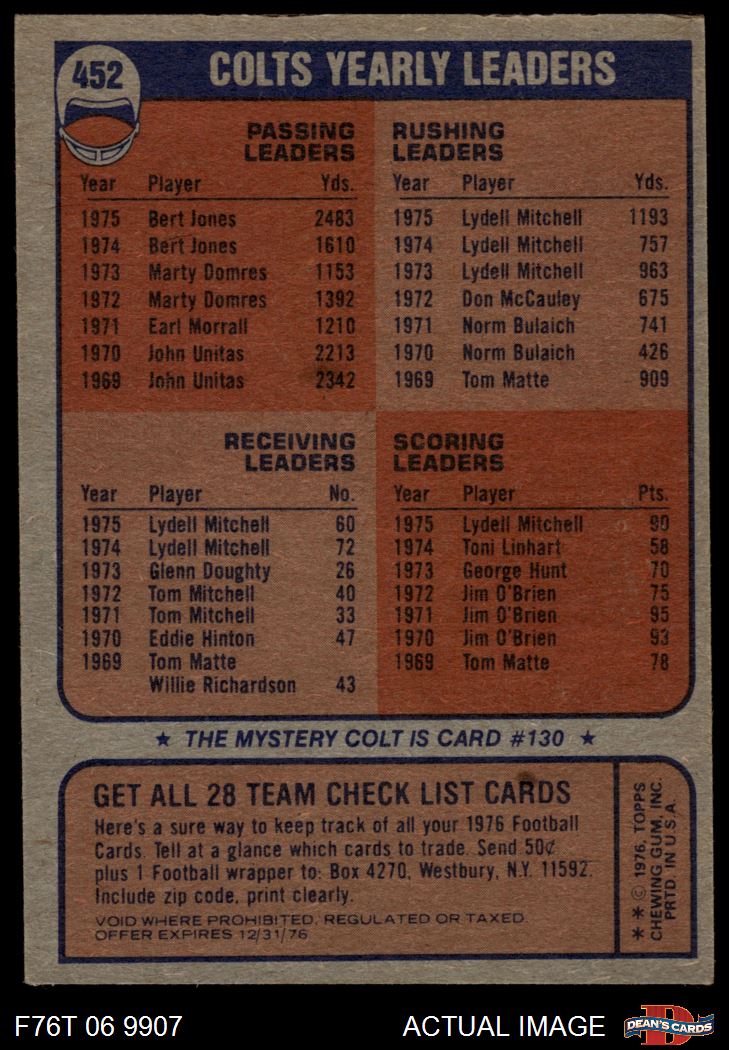 452
COLTS YEARLY LEADERS
PASSING
LEADERS
Year Player Yds.
1975 Bert Jones 2483
1974 Bert Jones 1610
1973 Marty Domres 1153
1972 Marty Domres 1392
1971 Earl Morrall 1210
1970 John Unitas 2213
1969 John Unitas 2342
RUSHING
LEADERS
Year Player Yds.
1975 Lydell Mitchell 1193
1974 Lydell Mitchell 757
1973 Lydell Mitchell 963
1972 Don McCauley 675
1971 Norm Bulaich 741
1970 Norm Bulaich 426
1969 Tom Matte 909
RECEIVING
LEADERS
Year Player No.
1975 Lydell Mitchell 60
1974 Lydell Mitchell 72
1973 Glenn Doughty 26
1972 Tom Mitchell 40
1971 Tom Mitchell 33
1970 Eddie Hinton 47
1969 Tom Matte
Willie Richardson 43
SCORING
LEADERS
Year Player Pts.
1975 Lydell Mitchell 90
1974 Toni Linhart 58
1973 George Hunt 70
1972 Jim O'Brien 75
1971 Jim O'Brien 95
1970 Jim O'Brien 93
1969 Tom Matte 78
★ THE MYSTERY COLT IS CARD #130 ★
GET ALL 28 TEAM CHECK LIST CARDS
Here's a sure way to keep track of all your 1976 Football
Cards. Tell at a glance which cards to trade. Send 50¢
plus 1 Football wrapper to: Box 4270, Westbury, N.Y. 11592.
Include zip code, print clearly.
VOID WHERE PROHIBITED, REGULATED OR TAXED.
OFFER EXPIRES 12/31/76
* * © 1976, TOPPS
CHEWING GUM, INC.
PRTD. IN U.S.A.
F76T 06 9907
ACTUAL IMAGE
D
DEAN'S CARDS